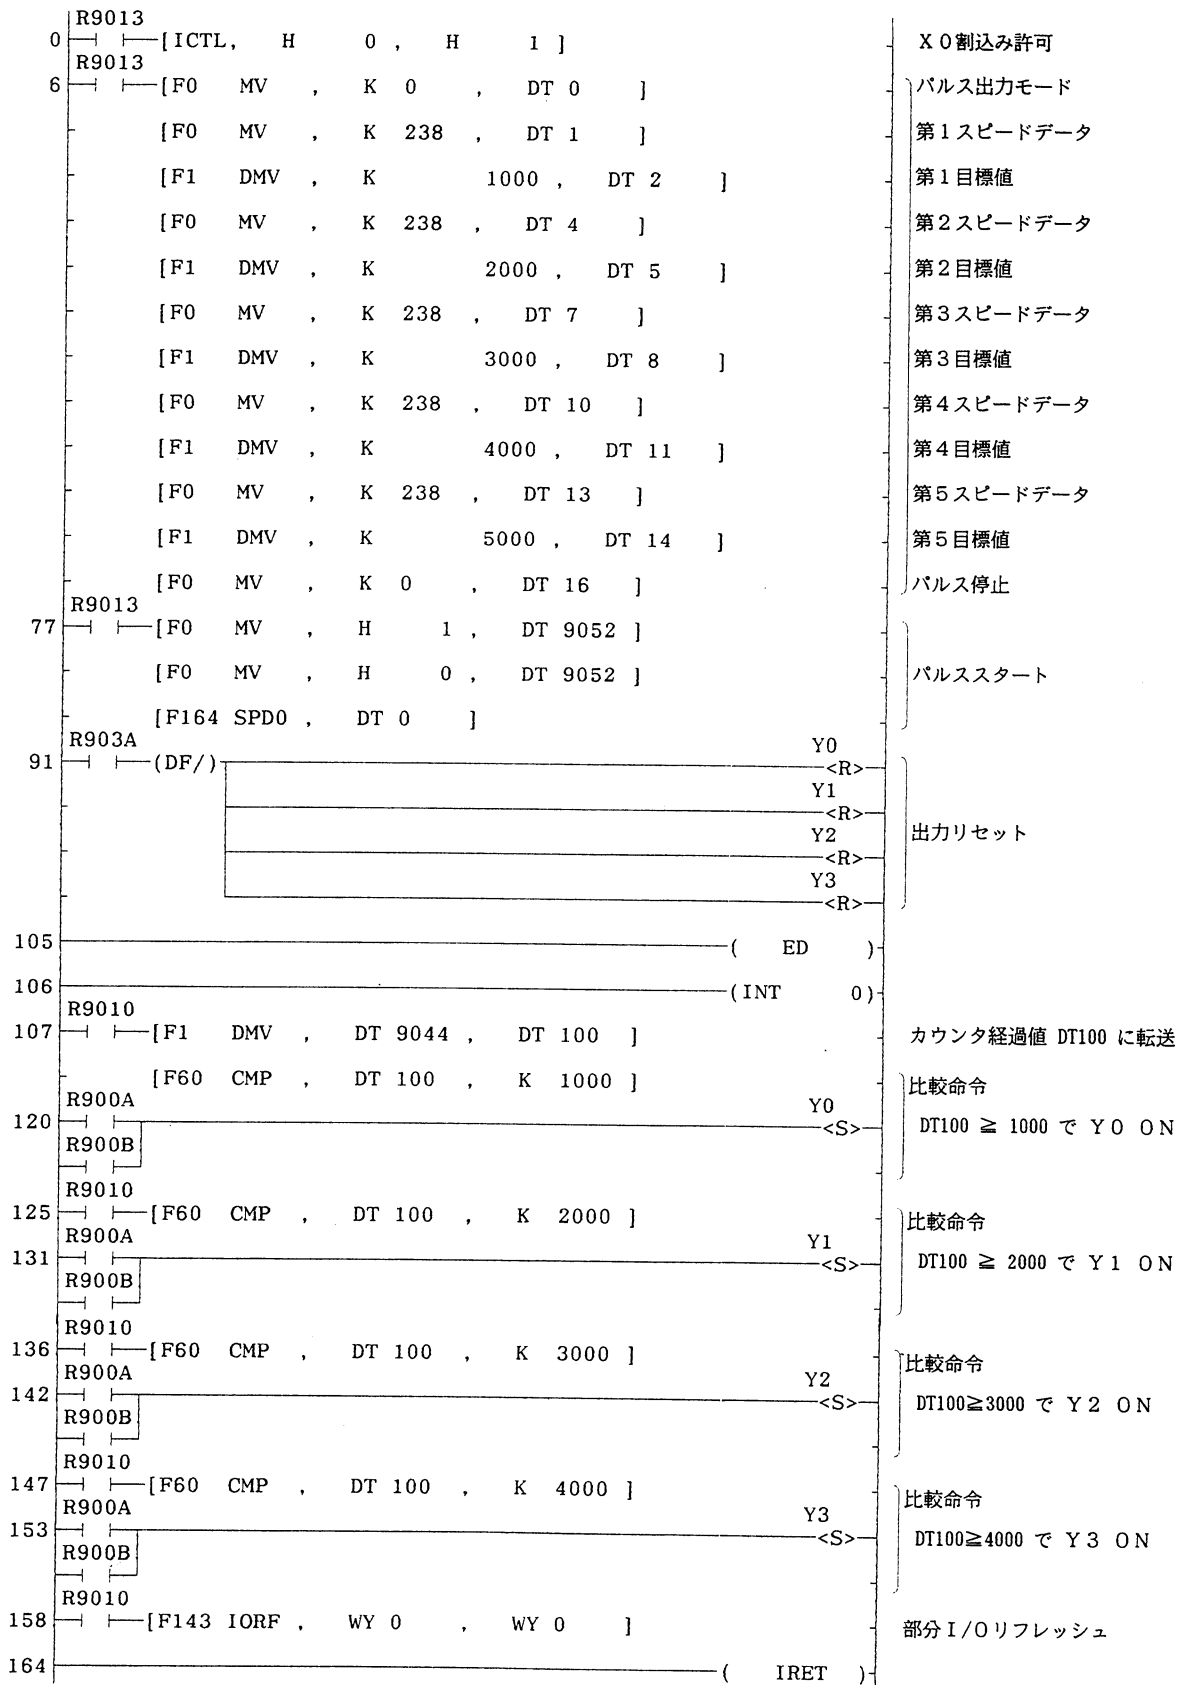 R9013
0 [ICTL, H 0 , H 1 ] X0割込み許可
R9013
6 [F0 MV , K 0 , DT 0 ] パルス出力モード
[F0 MV , K 238 , DT 1 ] 第1スピードデータ
[F1 DMV , K 1000 , DT 2 ] 第1目標値
[F0 MV , K 238 , DT 4 ] 第2スピードデータ
[F1 DMV , K 2000 , DT 5 ] 第2目標値
[F0 MV , K 238 , DT 7 ] 第3スピードデータ
[F1 DMV , K 3000 , DT 8 ] 第3目標値
[F0 MV , K 238 , DT 10 ] 第4スピードデータ
[F1 DMV , K 4000 , DT 11 ] 第4目標値
[F0 MV , K 238 , DT 13 ] 第5スピードデータ
[F1 DMV , K 5000 , DT 14 ] 第5目標値
[F0 MV , K 0 , DT 16 ] パルス停止
R9013
77 [F0 MV , H 1 , DT 9052 ]
[F0 MV , H 0 , DT 9052 ] パルススタート
[F164 SPD0 , DT 0 ]
R903A Y0
91 (DF/) <R>
Y1
<R>
Y2 出力リセット
<R>
Y3
<R>
105 ( ED )
106 (INT 0)
R9010
107 [F1 DMV , DT 9044 , DT 100 ] カウンタ経過値 DT100 に転送
[F60 CMP , DT 100 , K 1000 ] 比較命令
R900A Y0
120 <S> DT100 ≧ 1000 で Y0 ON
R900B
R9010
125 [F60 CMP , DT 100 , K 2000 ] 比較命令
R900A Y1
131 <S> DT100 ≧ 2000 で Y1 ON
R900B
R9010
136 [F60 CMP , DT 100 , K 3000 ] 比較命令
R900A Y2
142 <S> DT100≧3000 で Y2 ON
R900B
R9010
147 [F60 CMP , DT 100 , K 4000 ] 比較命令
R900A Y3
153 <S> DT100≧4000 で Y3 ON
R900B
R9010
158 [F143 IORF , WY 0 , WY 0 ] 部分I/Oリフレッシュ
164 ( IRET )